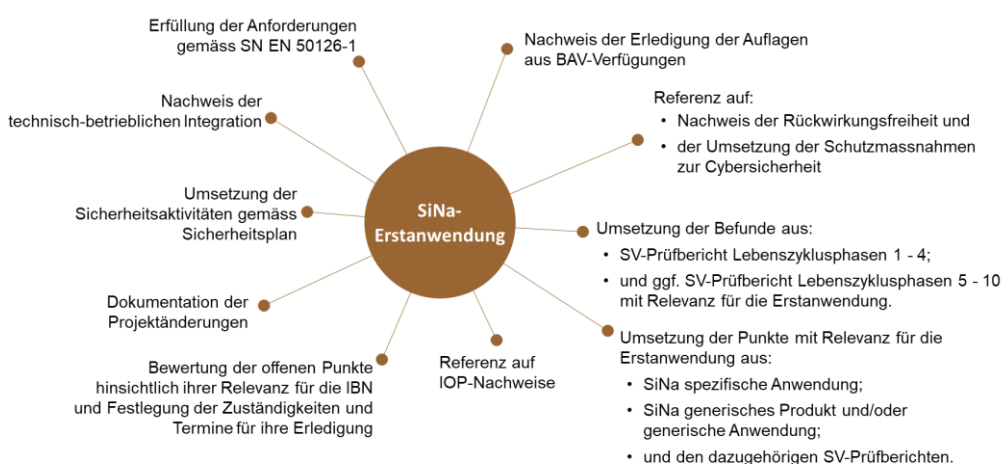 Erfüllung der Anforderungen
gemäss SN EN 50126-1
Nachweis der
technisch-betrieblichen Integration
Umsetzung der
Sicherheitsaktivitäten gemäss
Sicherheitsplan
Dokumentation der
Projektänderungen
Bewertung der offenen Punkte
hinsichtlich ihrer Relevanz für die IBN
und Festlegung der Zuständigkeiten und
Termine für ihre Erledigung
SiNa-
Erstanwendung
Referenz auf
IOP-Nachweise
Nachweis der Erledigung der Auflagen
aus BAV-Verfügungen
Referenz auf:
• Nachweis der Rückwirkungsfreiheit und
• der Umsetzung der Schutzmassnahmen
zur Cybersicherheit
Umsetzung der Befunde aus:
• SV-Prüfbericht Lebenszyklusphasen 1 - 4;
• und ggf. SV-Prüfbericht Lebenszyklusphasen 5 - 10
mit Relevanz für die Erstanwendung.
Umsetzung der Punkte mit Relevanz für die
Erstanwendung aus:
• SiNa spezifische Anwendung;
• SiNa generisches Produkt und/oder
generische Anwendung;
• und den dazugehörigen SV-Prüfberichten.